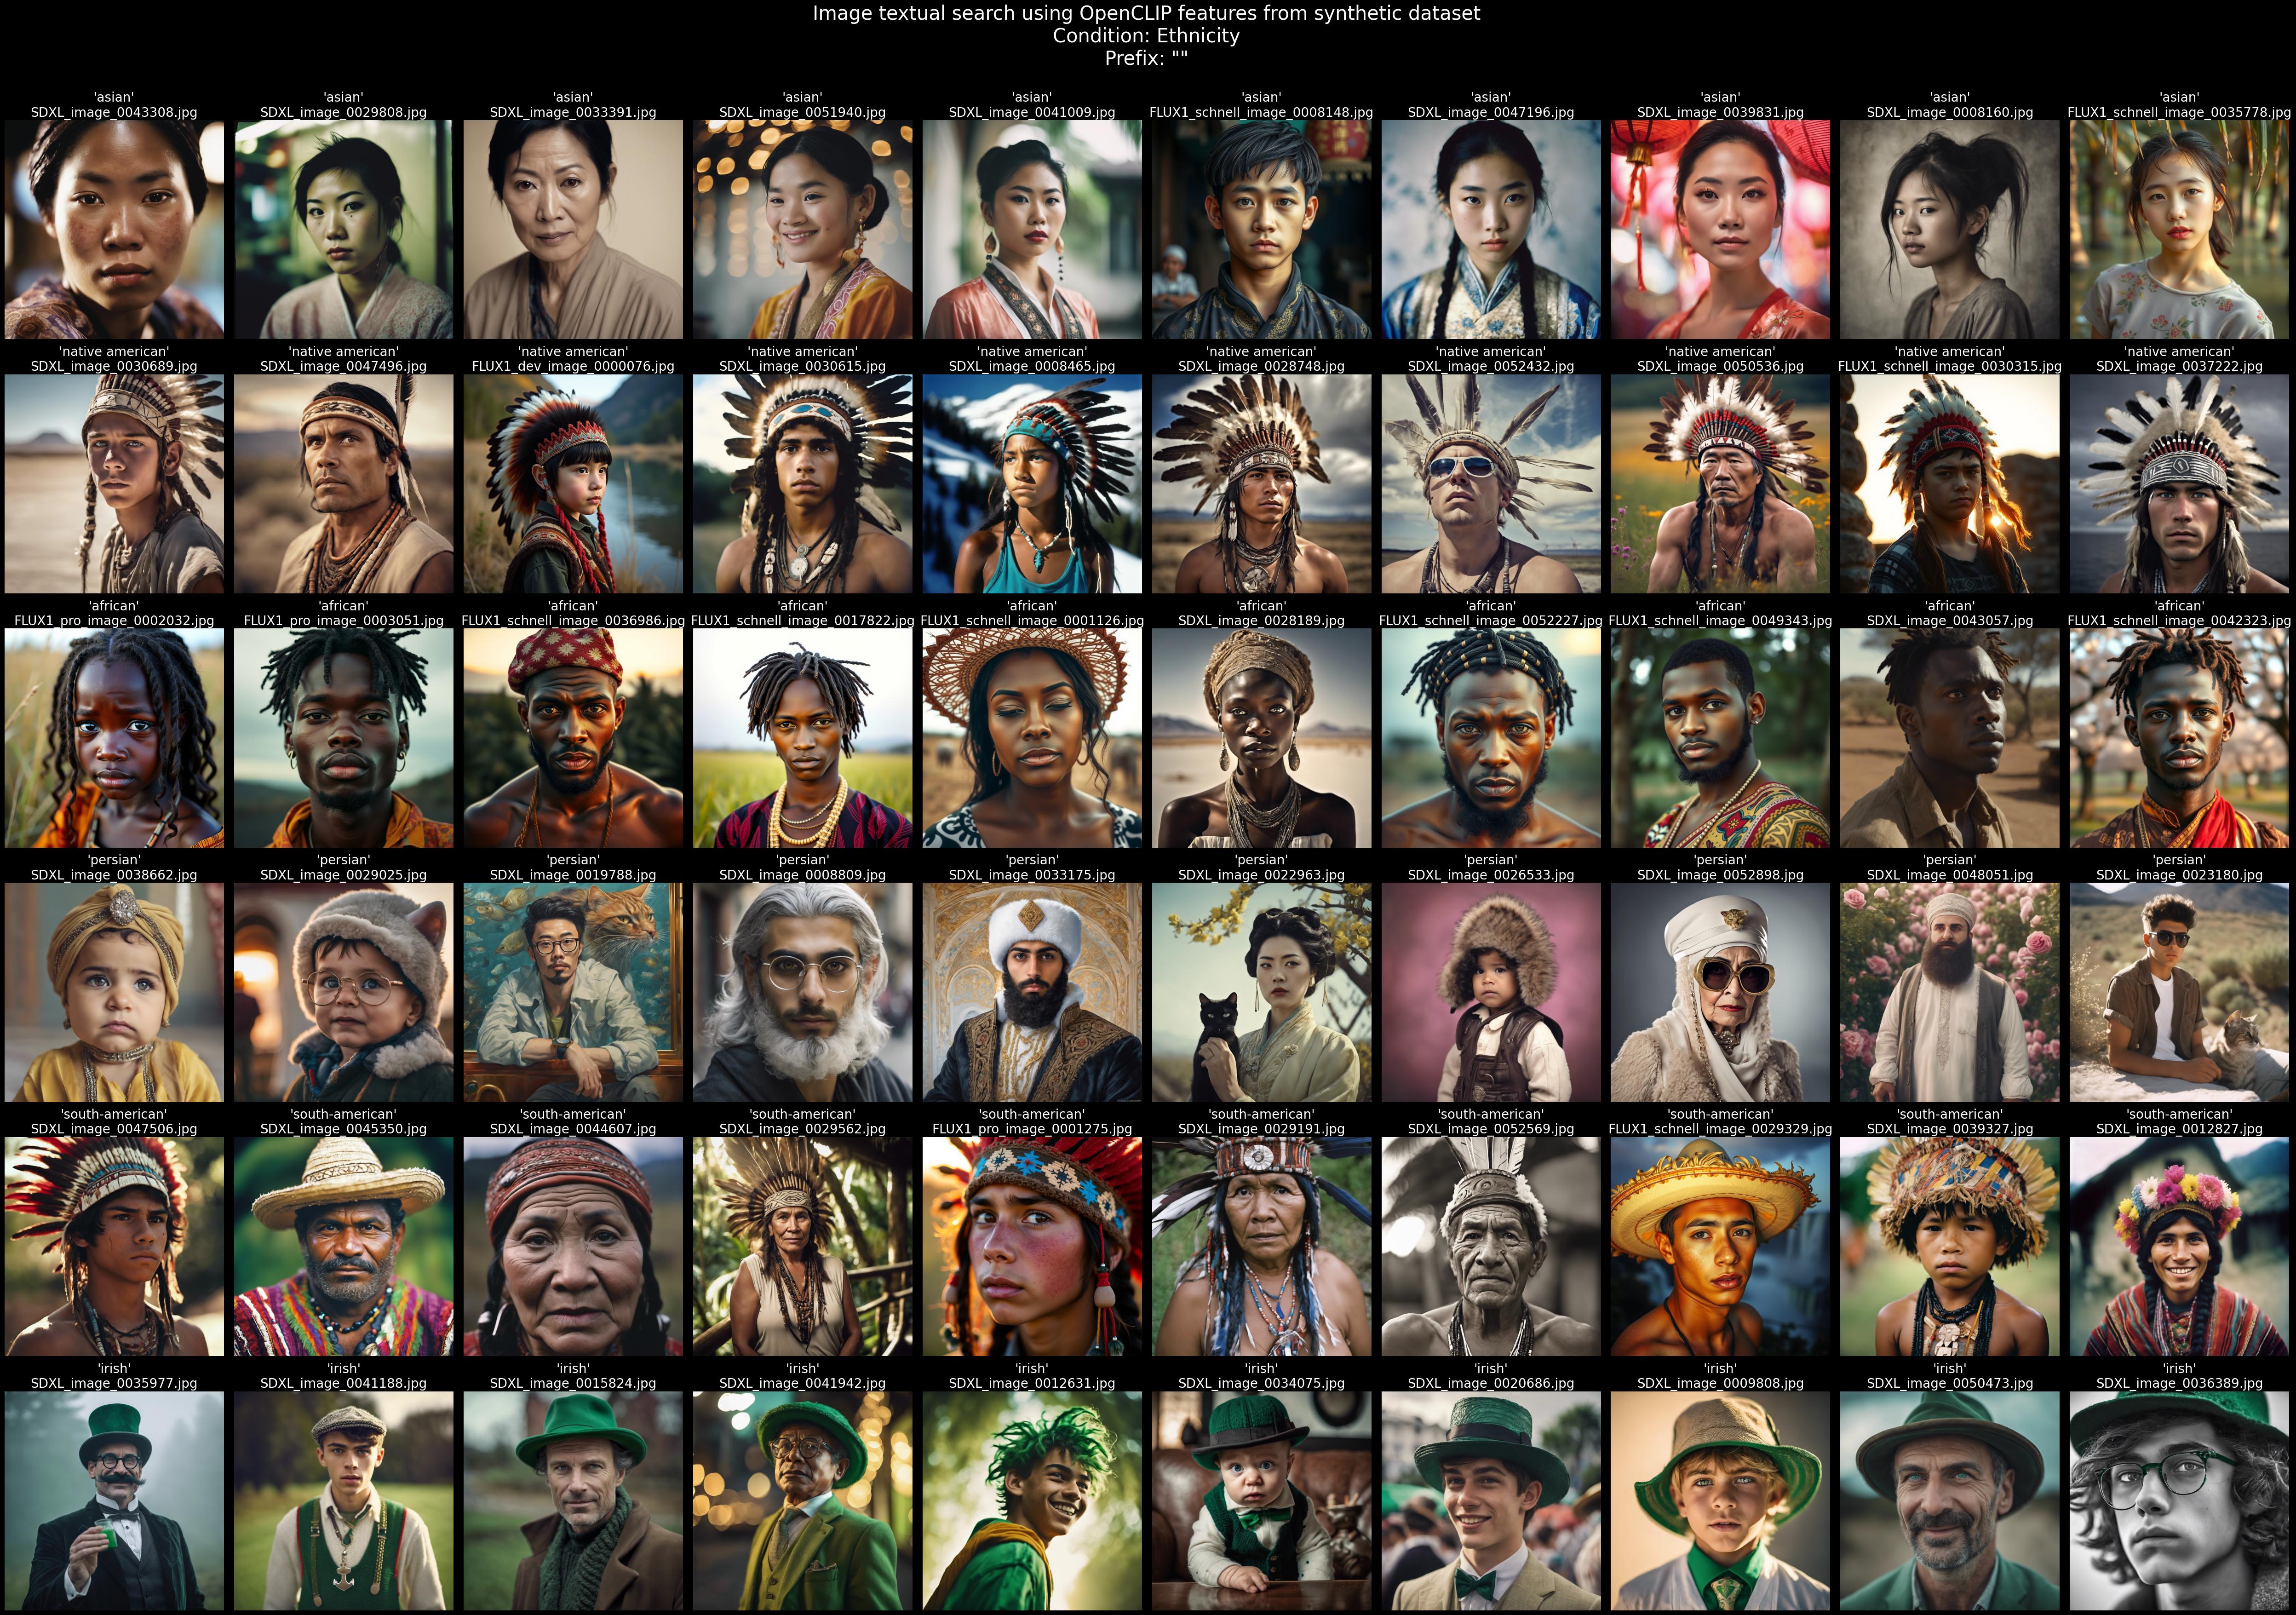 Image textual search using OpenCLIP features from synthetic dataset
Condition: Ethnicity
Prefix: ""
'asian' 'asian' 'asian' 'asian' 'asian' 'asian' 'asian' 'asian' 'asian' 'asian'
SDXL_image_0043308.jpg SDXL_image_0029808.jpg SDXL_image_0033391.jpg SDXL_image_0051940.jpg SDXL_image_0041009.jpg FLUX1_schnell_image_0008148.jpg SDXL_image_0047196.jpg SDXL_image_0039831.jpg SDXL_image_0008160.jpg FLUX1_schnell_image_0035778.jpg
'native american' 'native american' 'native american' 'native american' 'native american' 'native american' 'native american' 'native american' 'native american' 'native american'
SDXL_image_0030689.jpg SDXL_image_0047496.jpg FLUX1_dev_image_0000076.jpg SDXL_image_0030615.jpg SDXL_image_0008465.jpg SDXL_image_0028748.jpg SDXL_image_0052432.jpg SDXL_image_0050536.jpg FLUX1_schnell_image_0030315.jpg SDXL_image_0037222.jpg
'african' 'african' 'african' 'african' 'african' 'african' 'african' 'african' 'african' 'african'
FLUX1_pro_image_0002032.jpg FLUX1_pro_image_0003051.jpg FLUX1_schnell_image_0036986.jpg FLUX1_schnell_image_0017822.jpg FLUX1_schnell_image_0001126.jpg SDXL_image_0028189.jpg FLUX1_schnell_image_0052227.jpg FLUX1_schnell_image_0049343.jpg SDXL_image_0043057.jpg FLUX1_schnell_image_0042323.jpg
'persian' 'persian' 'persian' 'persian' 'persian' 'persian' 'persian' 'persian' 'persian' 'persian'
SDXL_image_0038662.jpg SDXL_image_0029025.jpg SDXL_image_0019788.jpg SDXL_image_0008809.jpg SDXL_image_0033175.jpg SDXL_image_0022963.jpg SDXL_image_0026533.jpg SDXL_image_0052898.jpg SDXL_image_0048051.jpg SDXL_image_0023180.jpg
'south-american' 'south-american' 'south-american' 'south-american' 'south-american' 'south-american' 'south-american' 'south-american' 'south-american' 'south-american'
SDXL_image_0047506.jpg SDXL_image_0045350.jpg SDXL_image_0044607.jpg SDXL_image_0029562.jpg FLUX1_pro_image_0001275.jpg SDXL_image_0029191.jpg SDXL_image_0052569.jpg FLUX1_schnell_image_0029329.jpg SDXL_image_0039327.jpg SDXL_image_0012827.jpg
'irish' 'irish' 'irish' 'irish' 'irish' 'irish' 'irish' 'irish' 'irish' 'irish'
SDXL_image_0035977.jpg SDXL_image_0041188.jpg SDXL_image_0015824.jpg SDXL_image_0041942.jpg SDXL_image_0012631.jpg SDXL_image_0034075.jpg SDXL_image_0020686.jpg SDXL_image_0009808.jpg SDXL_image_0050473.jpg SDXL_image_0036389.jpg